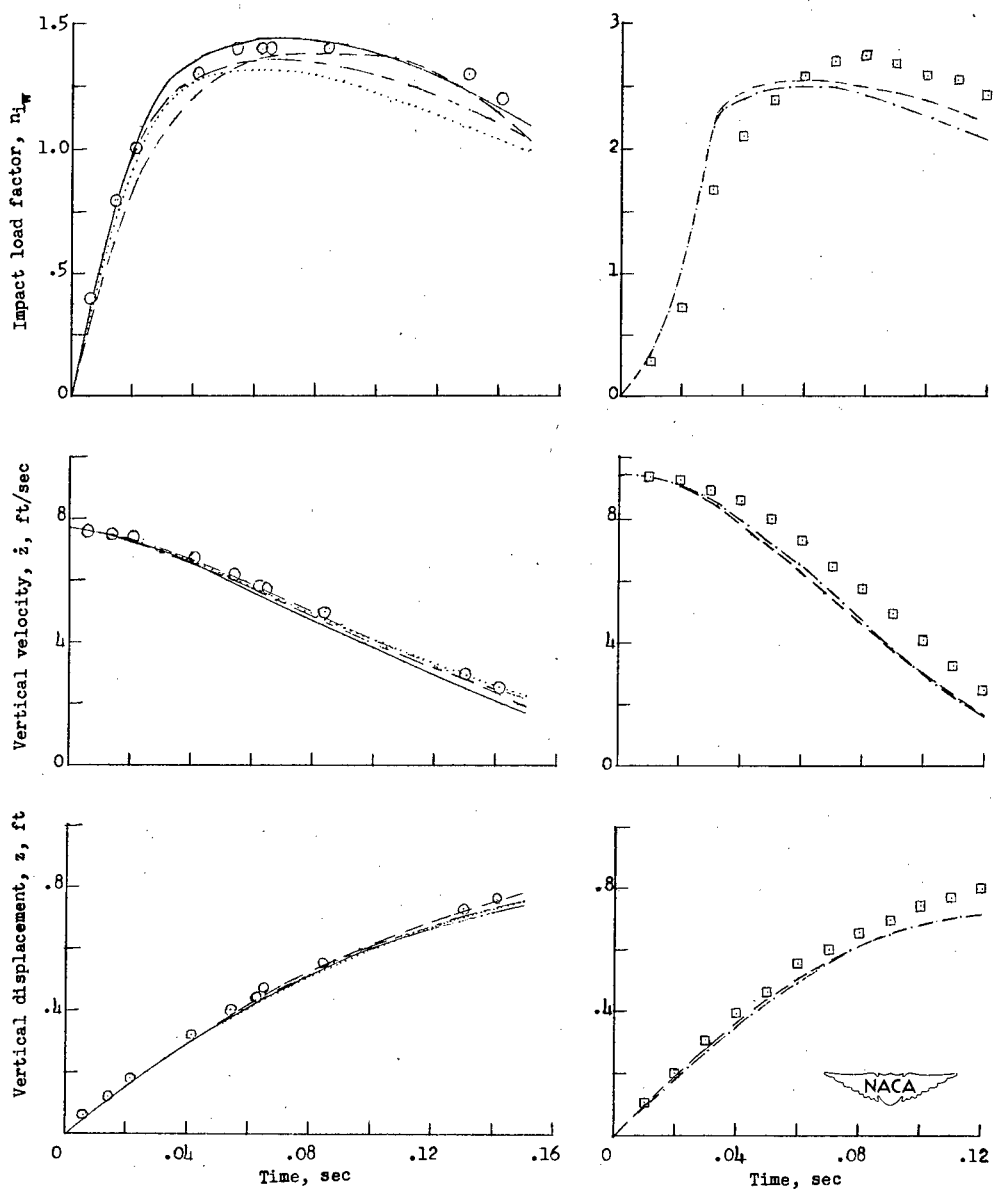 Impact load factor, n_iw
1.5
1.0
.5
0
3
2
1
0
Vertical velocity, ż, ft/sec
8
4
0
8
4
0
Vertical displacement, z, ft
.8
.4
.8
.4
NACA
0 .04 .08 .12 .16
Time, sec
0 .04 .08 .12
Time, sec